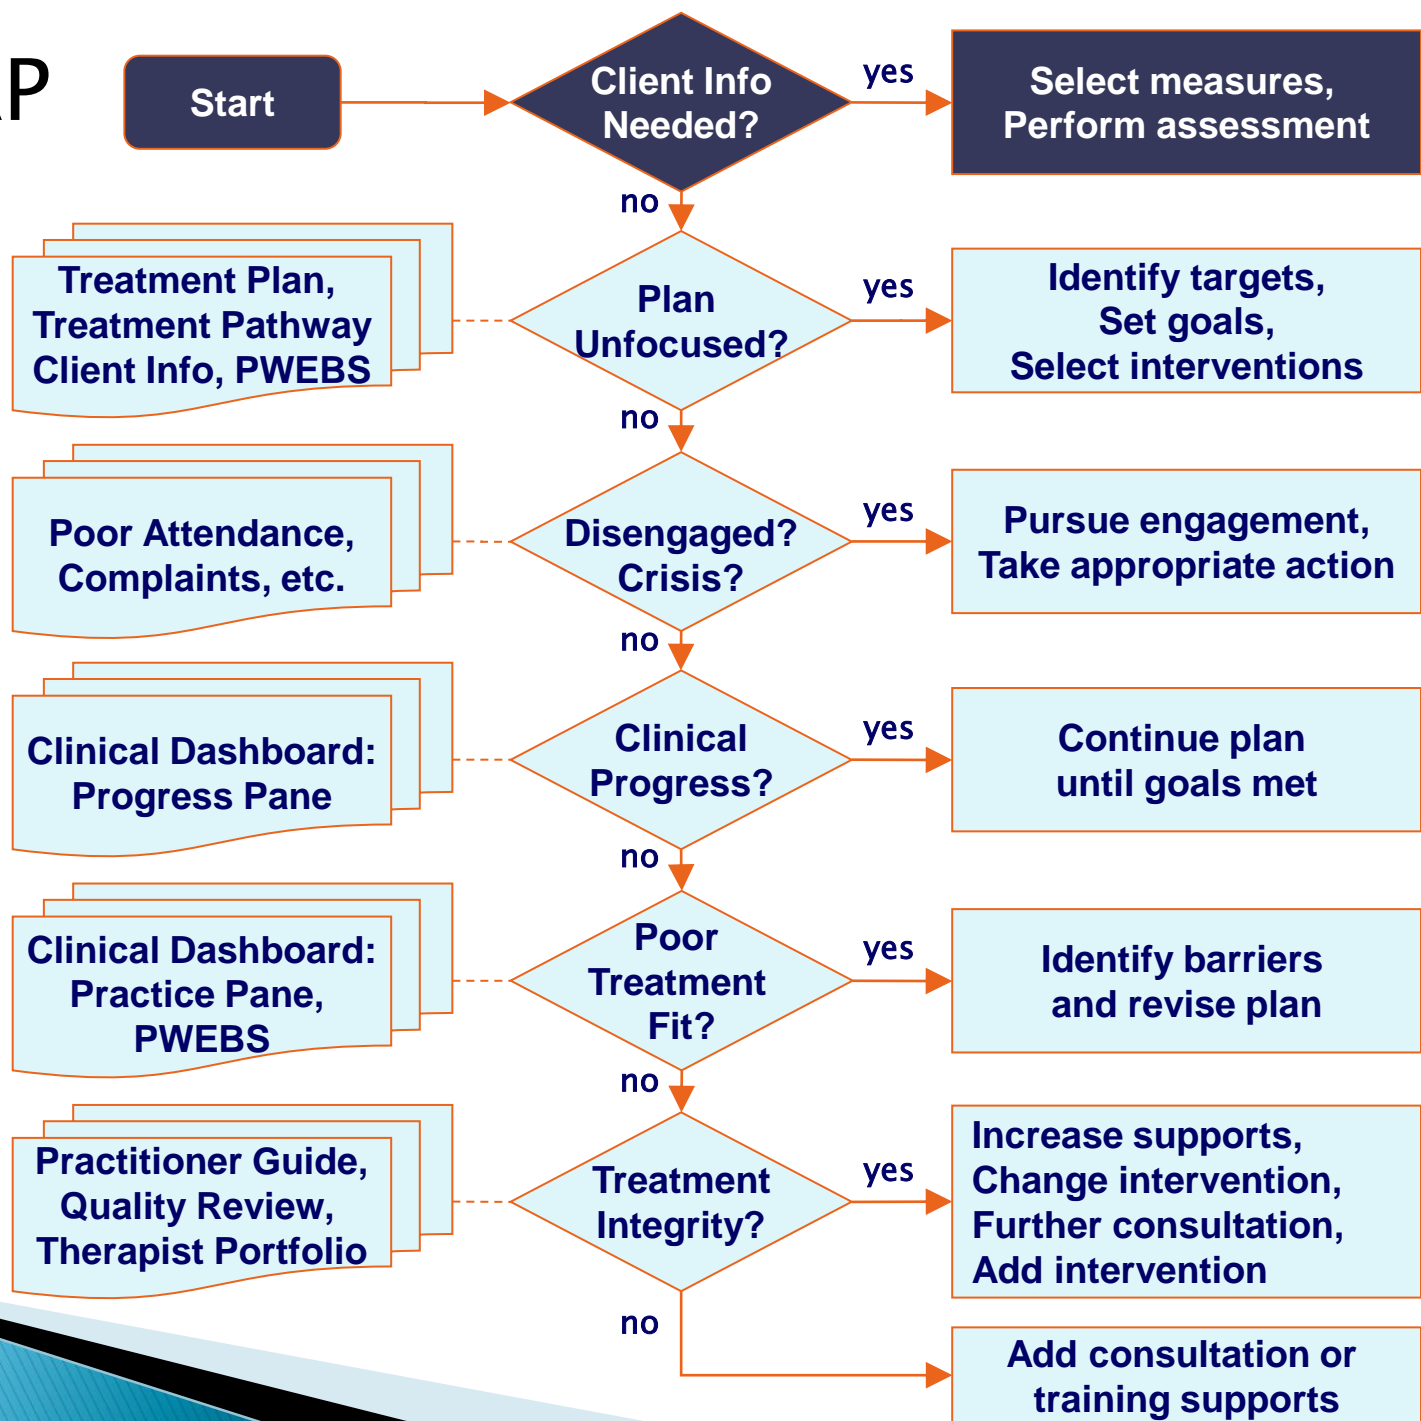 AP
Start
Client Info
Needed?
yes
Select measures,
Perform assessment
no
Treatment Plan,
Treatment Pathway
Client Info, PWEBS
Plan
Unfocused?
yes
Identify targets,
Set goals,
Select interventions
no
Poor Attendance,
Complaints, etc.
Disengaged?
Crisis?
yes
Pursue engagement,
Take appropriate action
no
Clinical Dashboard:
Progress Pane
Clinical
Progress?
yes
Continue plan
until goals met
no
Clinical Dashboard:
Practice Pane,
PWEBS
Poor
Treatment
Fit?
yes
Identify barriers
and revise plan
no
Practitioner Guide,
Quality Review,
Therapist Portfolio
Treatment
Integrity?
yes
Increase supports,
Change intervention,
Further consultation,
Add intervention
no
Add consultation or
training supports